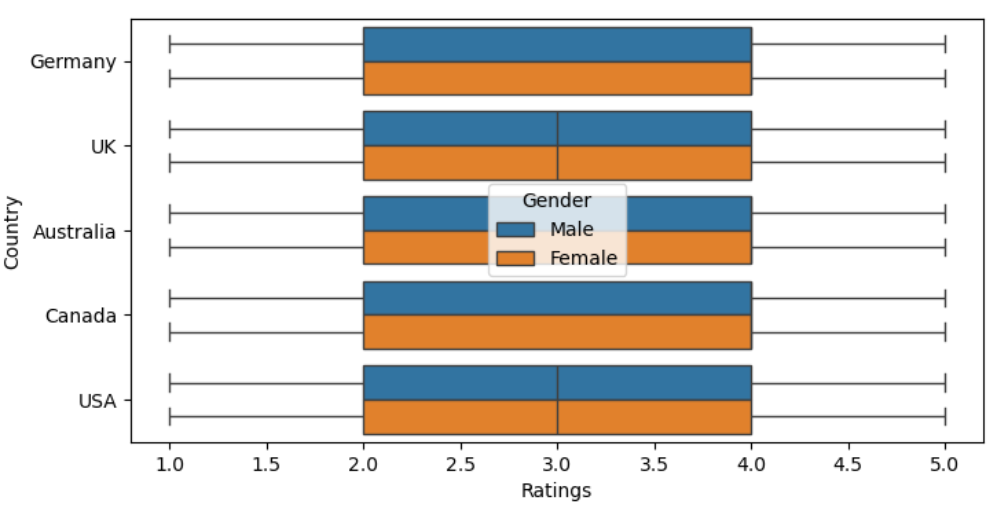 Germany
UK
Australia
Canada
USA
Country
Gender
Male
Female
1.0 1.5 2.0 2.5 3.0 3.5 4.0 4.5 5.0
Ratings